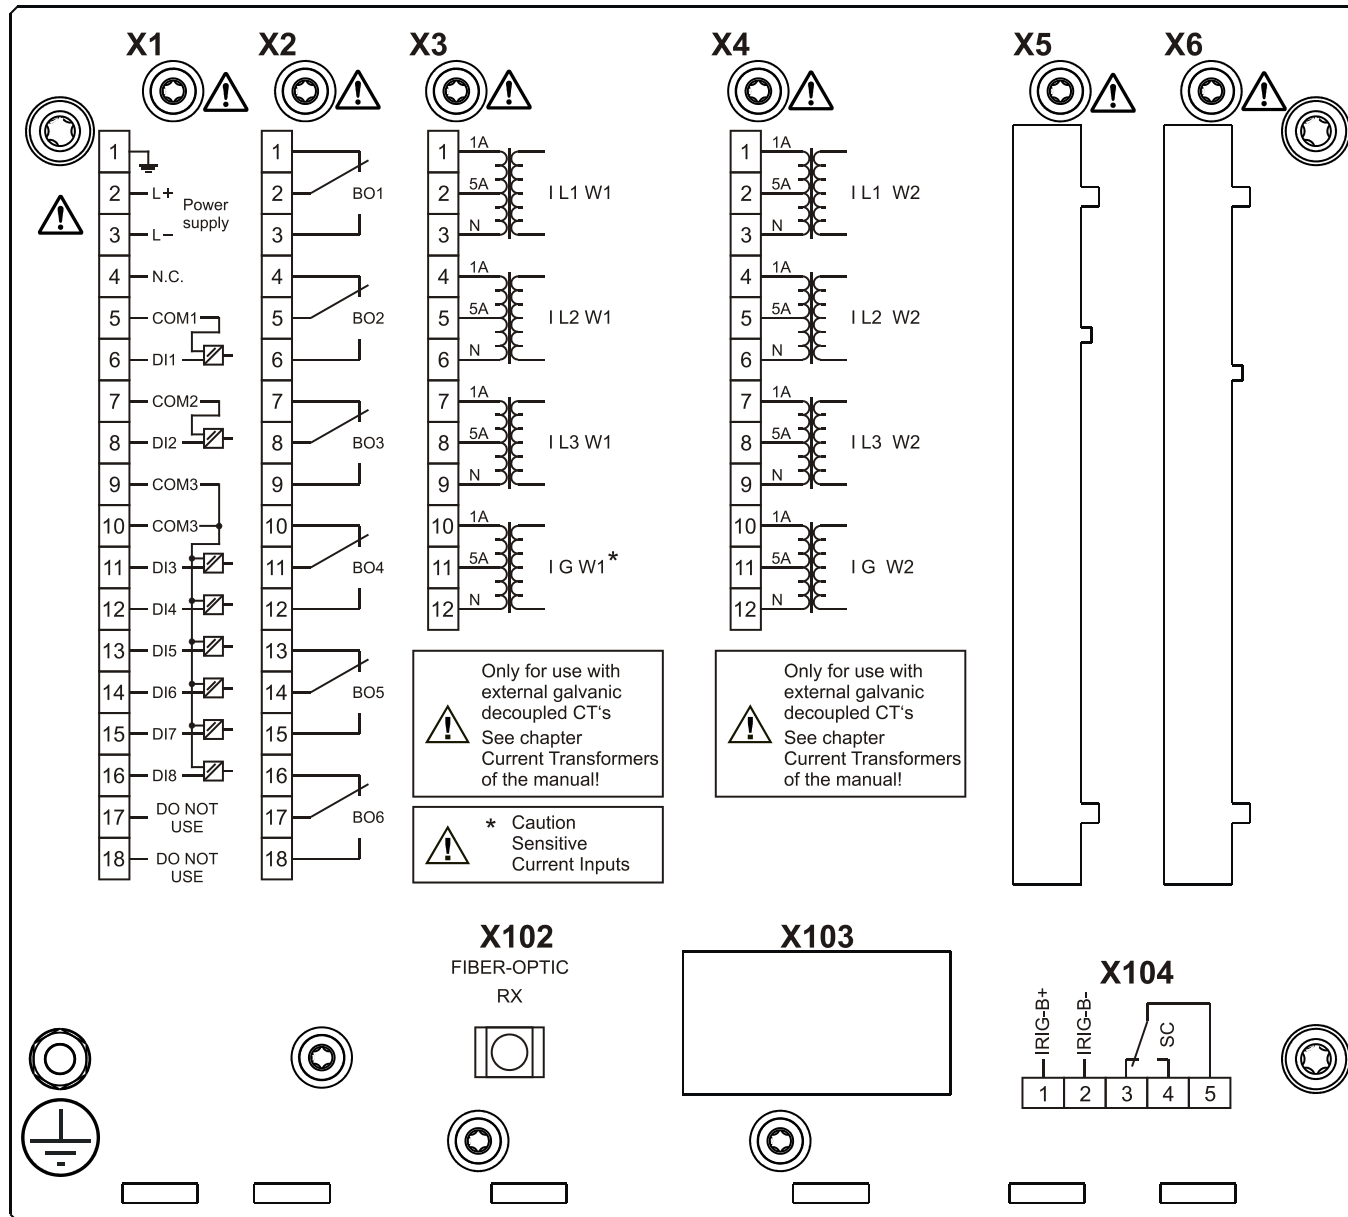 X1
X2
X3
X4
X5
X6
1
2 L+ Power
supply
3 L−
4 N.C.
5 COM1
6 DI1
7 COM2
8 DI2
9 COM3
10 COM3
11 DI3
12 DI4
13 DI5
14 DI6
15 DI7
16 DI8
17 DO NOT
USE
18 DO NOT
USE
1
2 BO1
3
4
5 BO2
6
7
8 BO3
9
10
11 BO4
12
13
14 BO5
15
16
17 BO6
18
1 1A
2 5A I L1 W1
3 N
4 1A
5 5A I L2 W1
6 N
7 1A
8 5A I L3 W1
9 N
10 1A
11 5A I G W1*
12 N
Only for use with
external galvanic
decoupled CT‘s
See chapter
Current Transformers
of the manual!
* Caution
Sensitive
Current Inputs
1 1A
2 5A I L1 W2
3 N
4 1A
5 5A I L2 W2
6 N
7 1A
8 5A I L3 W2
9 N
10 1A
11 5A I G W2
12 N
Only for use with
external galvanic
decoupled CT‘s
See chapter
Current Transformers
of the manual!
X102
FIBER-OPTIC
RX
X103
X104
IRIG-B+
IRIG-B-
SC
1 2 3 4 5